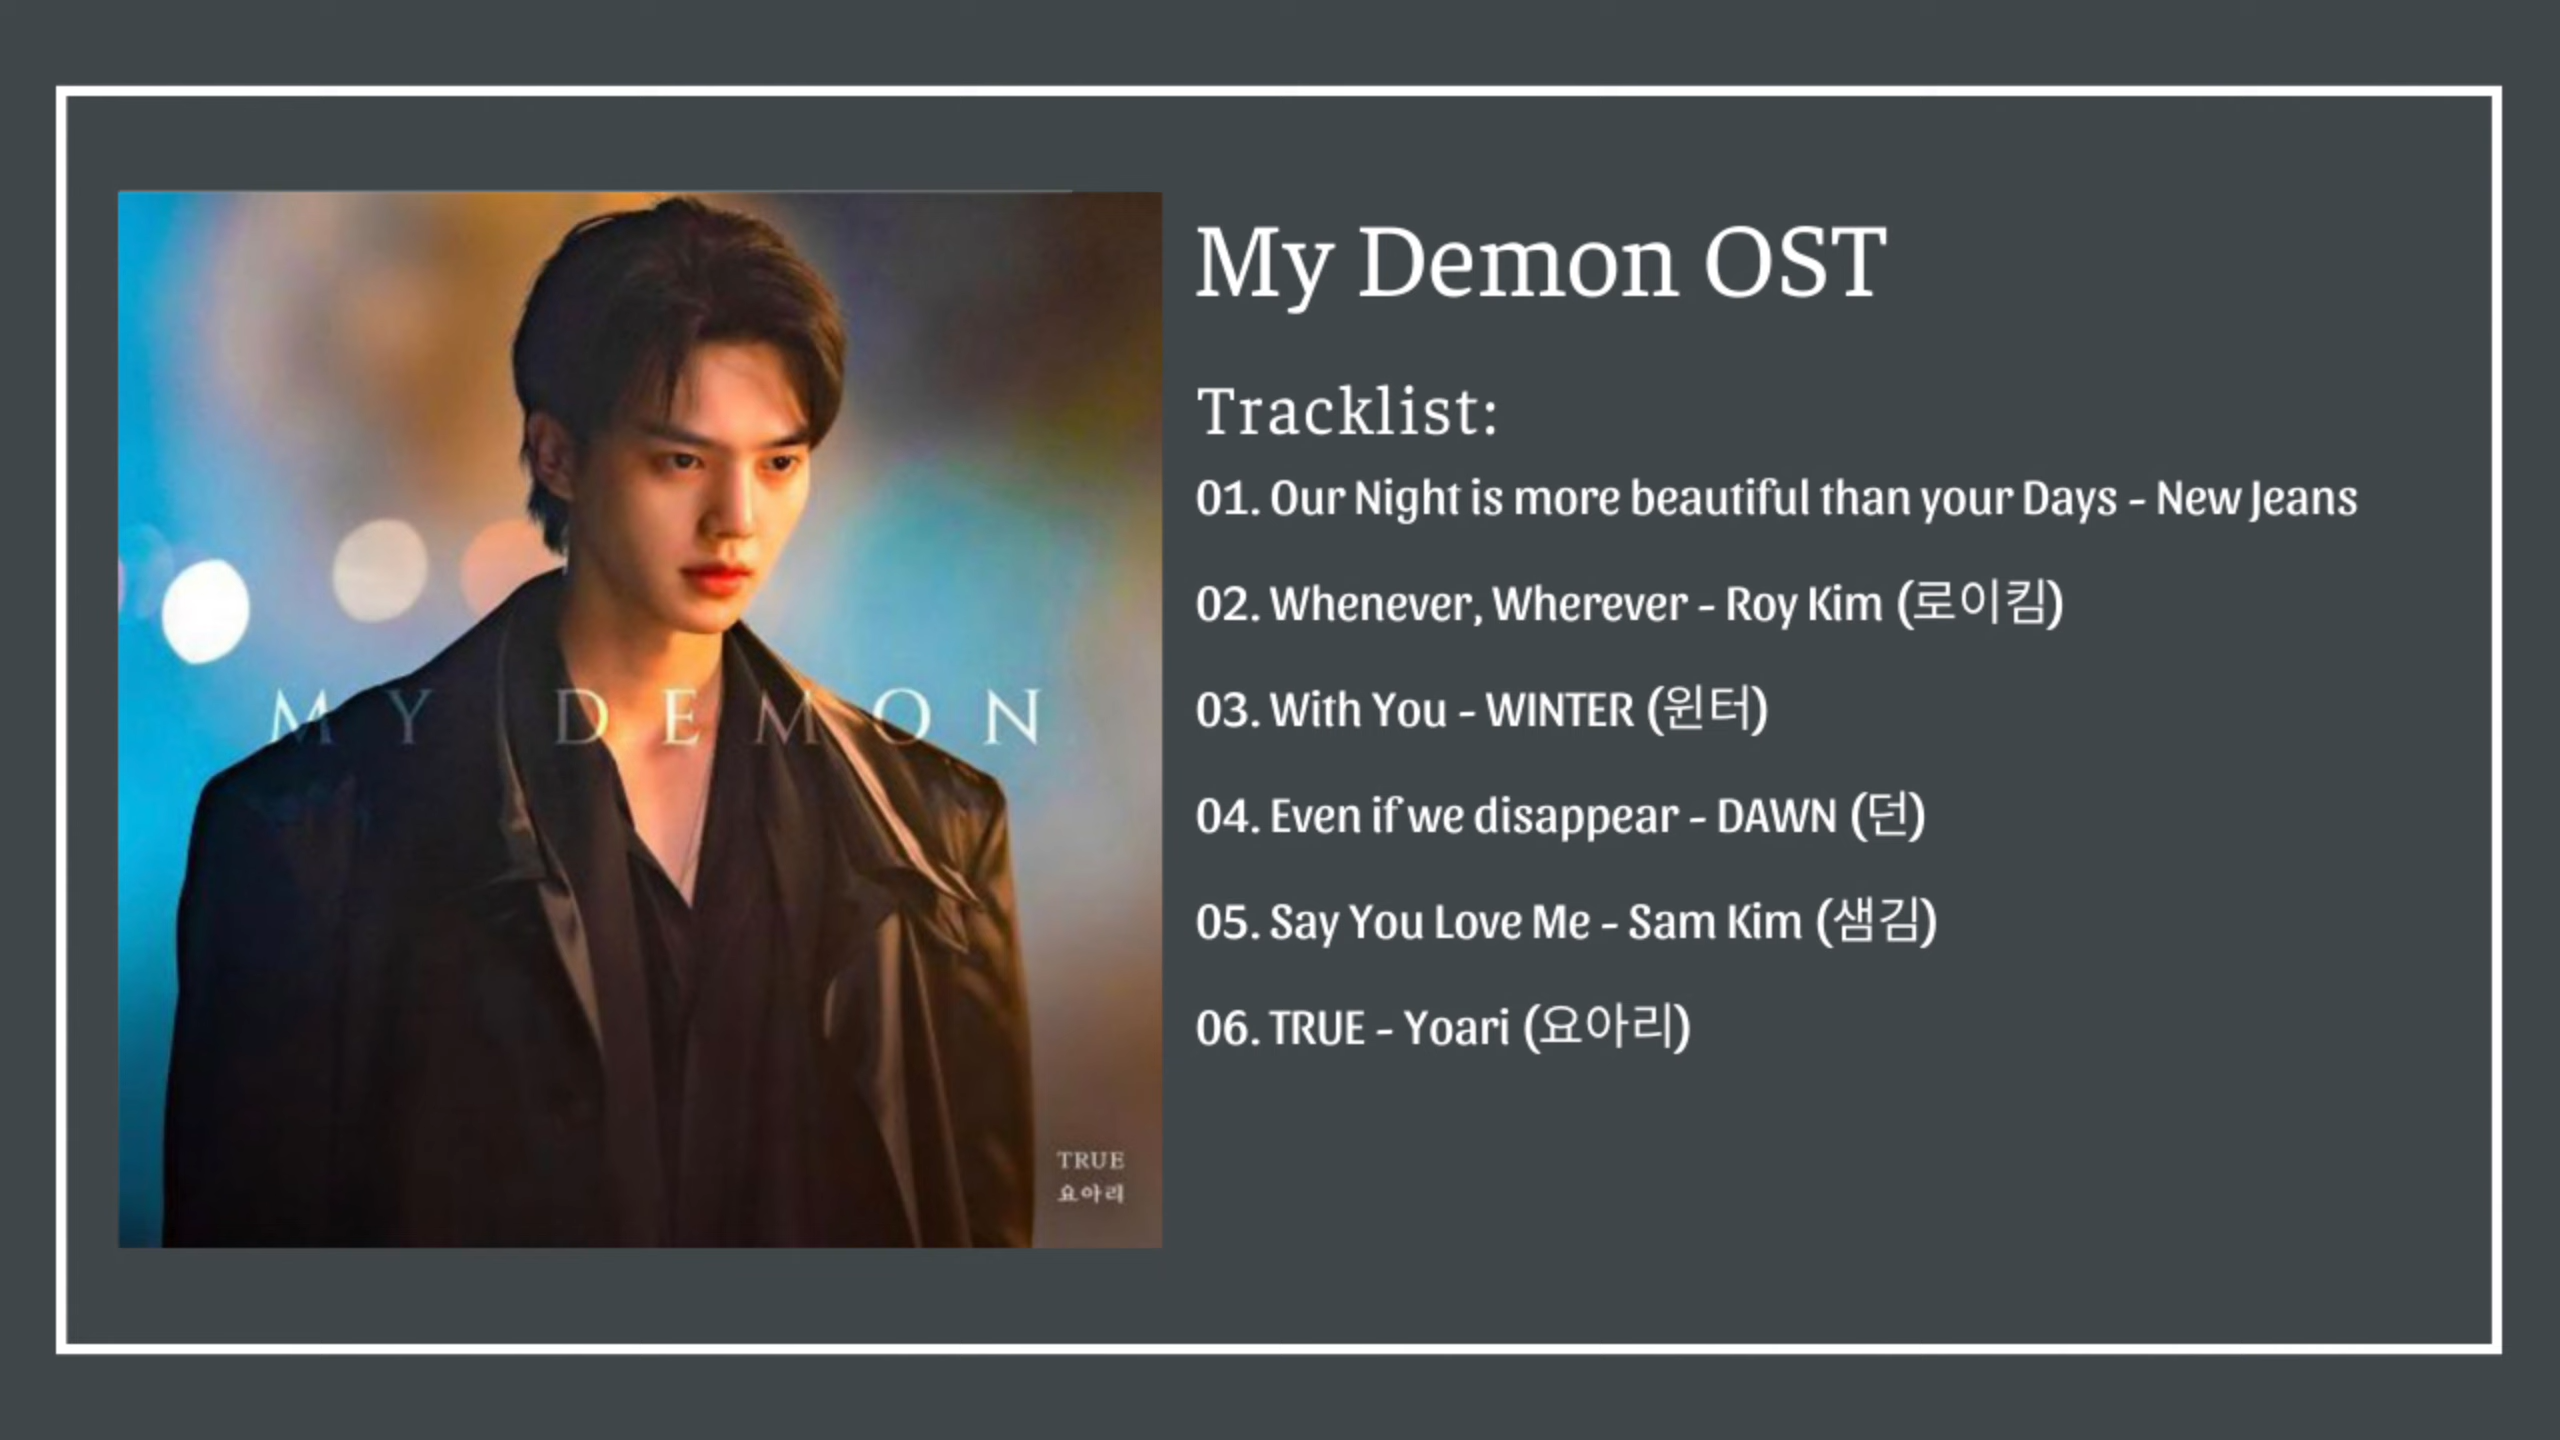 MY DEMON
TRUE
요아리
My Demon OST
Tracklist:
01. Our Night is more beautiful than your Days - New Jeans
02. Whenever, Wherever - Roy Kim (로이킴)
03. With You - WINTER (윈터)
04. Even if we disappear - DAWN (던)
05. Say You Love Me - Sam Kim (샘김)
06. TRUE - Yoari (요아리)